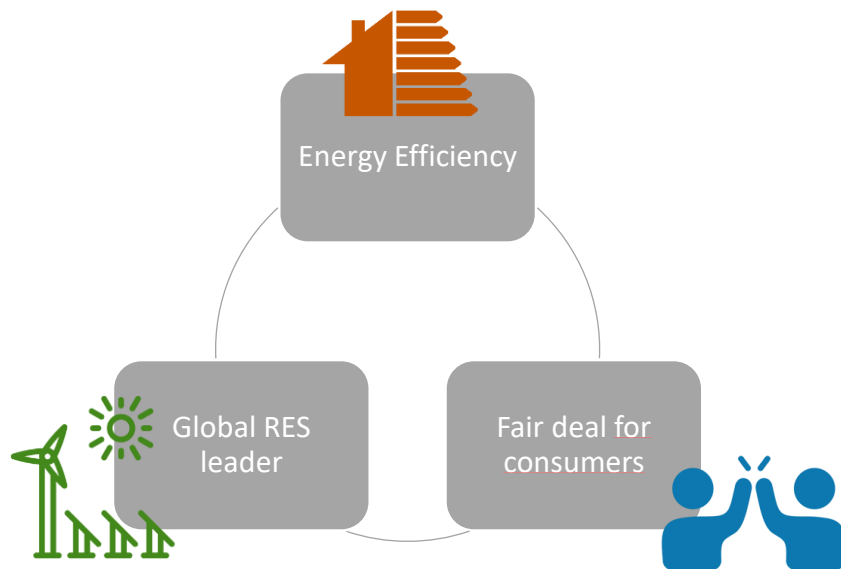 Energy Efficiency
Global RES
leader
Fair deal for
consumers